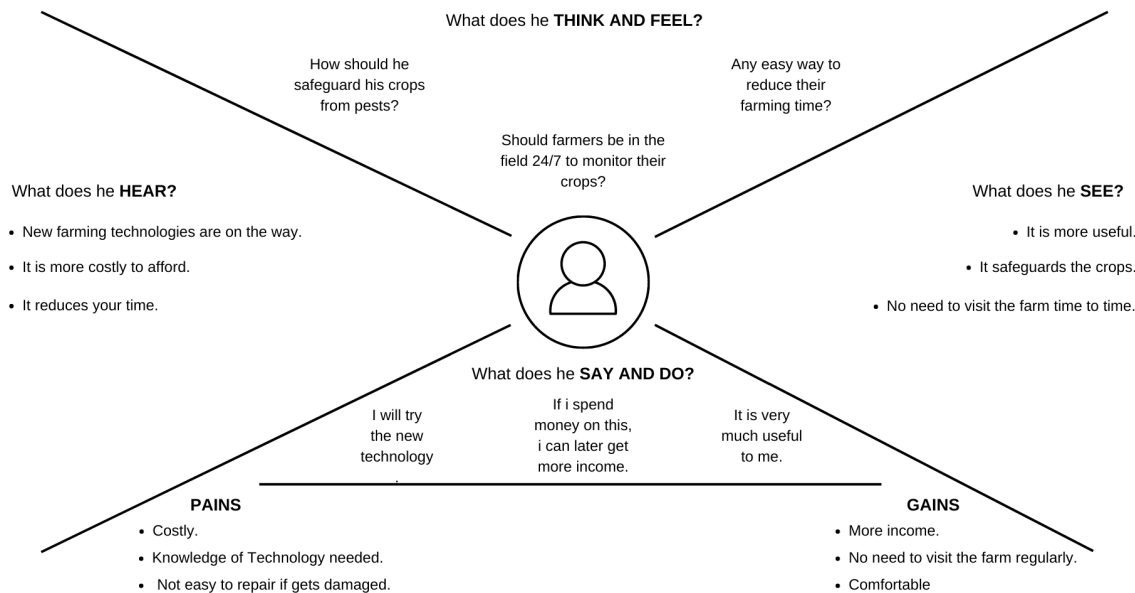 What does he THINK AND FEEL?
How should he
safeguard his crops
from pests?
Any easy way to
reduce their
farming time?
Should farmers be in the
field 24/7 to monitor their
crops?
What does he HEAR?
• New farming technologies are on the way.
• It is more costly to afford.
• It reduces your time.
What does he SEE?
• It is more useful.
• It safeguards the crops.
• No need to visit the farm time to time.
What does he SAY AND DO?
I will try
the new
technology
.
If i spend
money on this,
i can later get
more income.
It is very
much useful
to me.
PAINS
• Costly.
• Knowledge of Technology needed.
• Not easy to repair if gets damaged.
GAINS
• More income.
• No need to visit the farm regularly.
• Comfortable